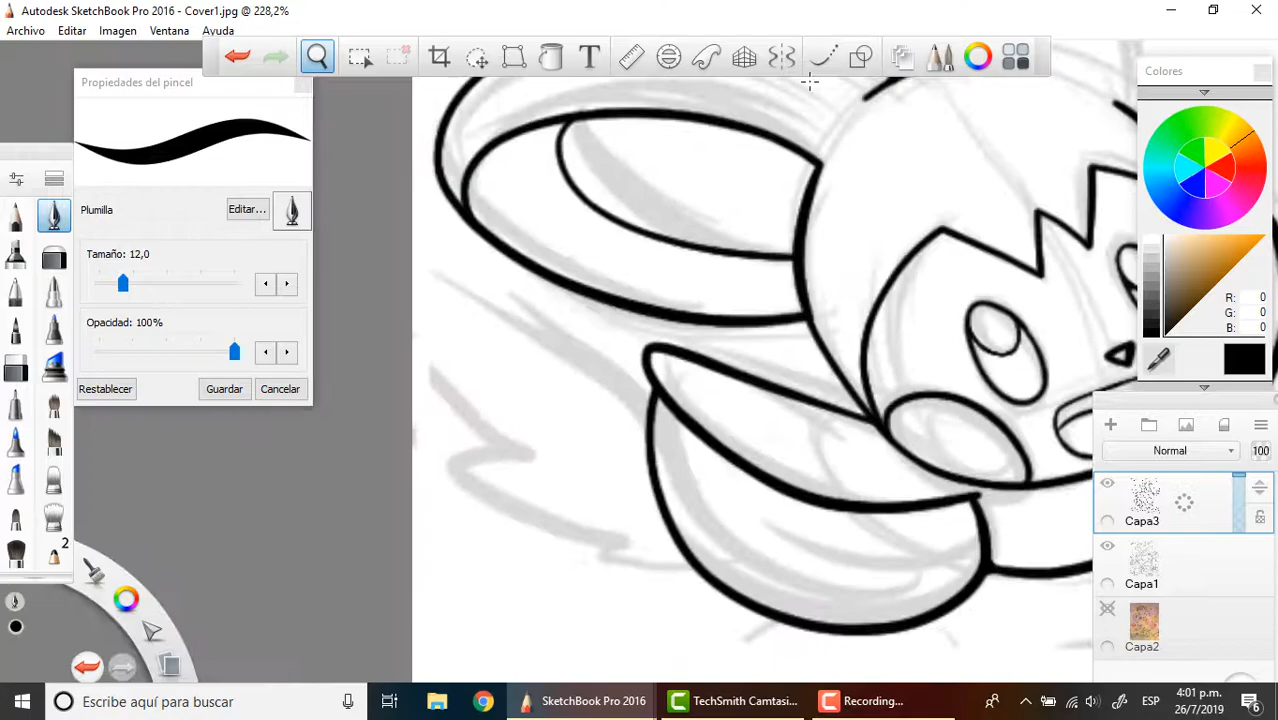 Autodesk SketchBook Pro 2016 - Cover1.jpg @ 228,2%
Archivo Editar Imagen Ventana Ayuda
Propiedades del pincel
Plumilla
Editar...
Tamaño: 12,0
Opacidad: 100%
Restablecer Guardar Cancelar
2
Colores
R: 0
G: 0
B: 0
Normal 100
Capa3
Capa1
Capa2
Escribe aquí para buscar
SketchBook Pro 2016
TechSmith Camtasi...
Recording...
ESP
4:01 p.m.
26/7/2019
6